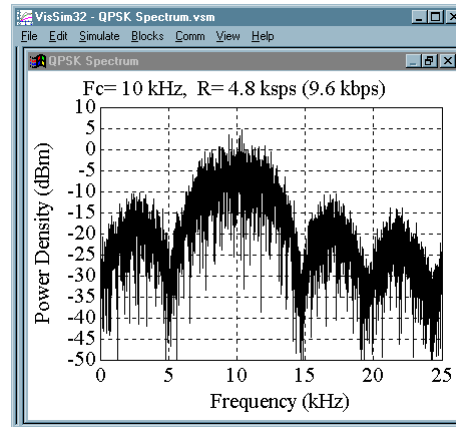 VisSim32 - QPSK Spectrum.vsm
File Edit Simulate Blocks Comm View Help
QPSK Spectrum
Fc= 10 kHz, R= 4.8 ksps (9.6 kbps)
Power Density (dBm)
10
5
0
-5
-10
-15
-20
-25
-30
-35
-40
-45
-50
0 5 10 15 20 25
Frequency (kHz)